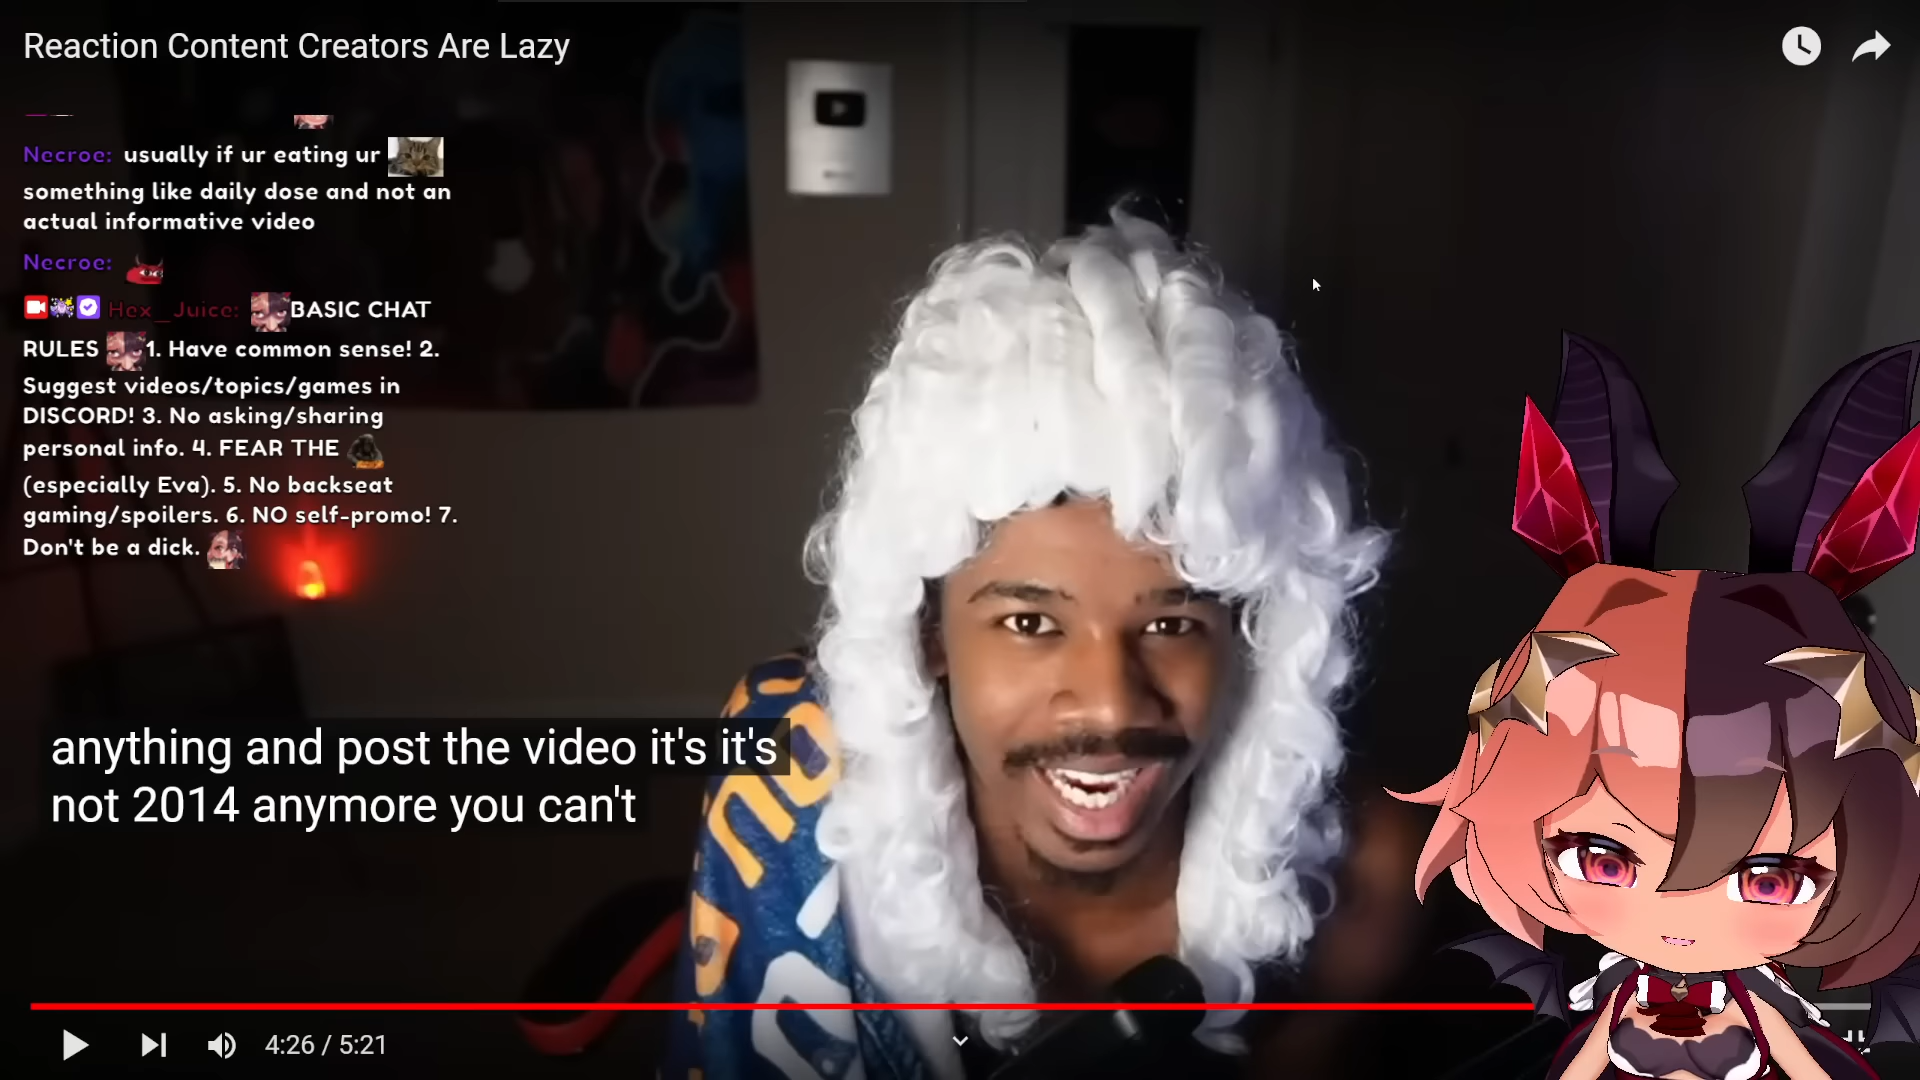 Reaction Content Creators Are Lazy
Necroe: usually if ur eating ur
something like daily dose and not an
actual informative video
Necroe:
Hex_Juice: BASIC CHAT
RULES 1. Have common sense! 2.
Suggest videos/topics/games in
DISCORD! 3. No asking/sharing
personal info. 4. FEAR THE
(especially Eva). 5. No backseat
gaming/spoilers. 6. NO self-promo! 7.
Don't be a dick.
anything and post the video it's it's
not 2014 anymore you can't
4:26 / 5:21